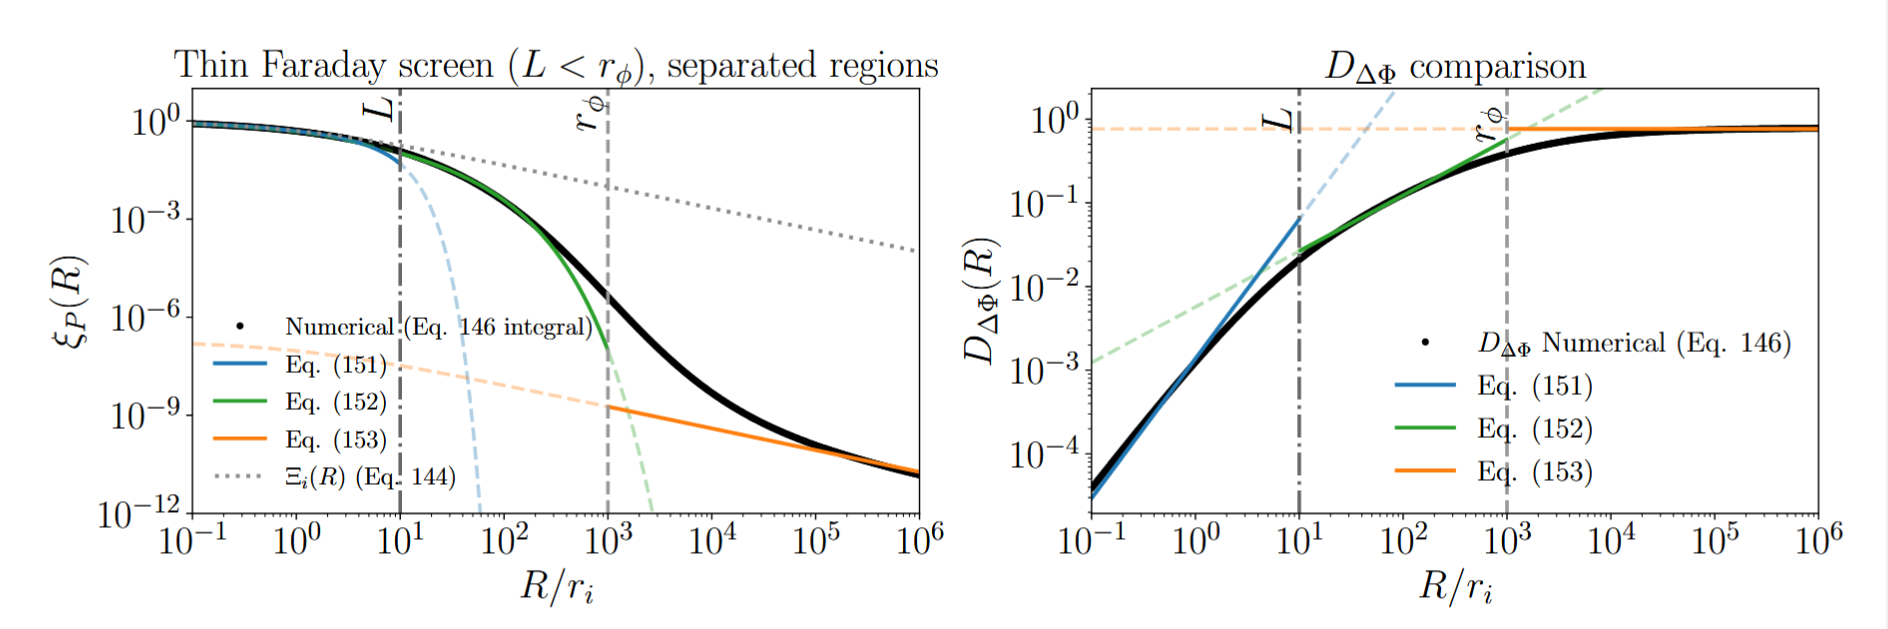 Thin Faraday screen (L < r_ϕ), separated regions
L
r_ϕ
10^0
10^−3
10^−6
10^−9
10^−12
ξ_P(R)
Numerical (Eq. 146 integral)
Eq. (151)
Eq. (152)
Eq. (153)
Ξ_i(R) (Eq. 144)
10^−1 10^0 10^1 10^2 10^3 10^4 10^5 10^6
R/r_i
D_ΔΦ comparison
L
r_ϕ
10^0
10^−1
10^−2
10^−3
10^−4
D_ΔΦ(R)
D_ΔΦ Numerical (Eq. 146)
Eq. (151)
Eq. (152)
Eq. (153)
10^−1 10^0 10^1 10^2 10^3 10^4 10^5 10^6
R/r_i